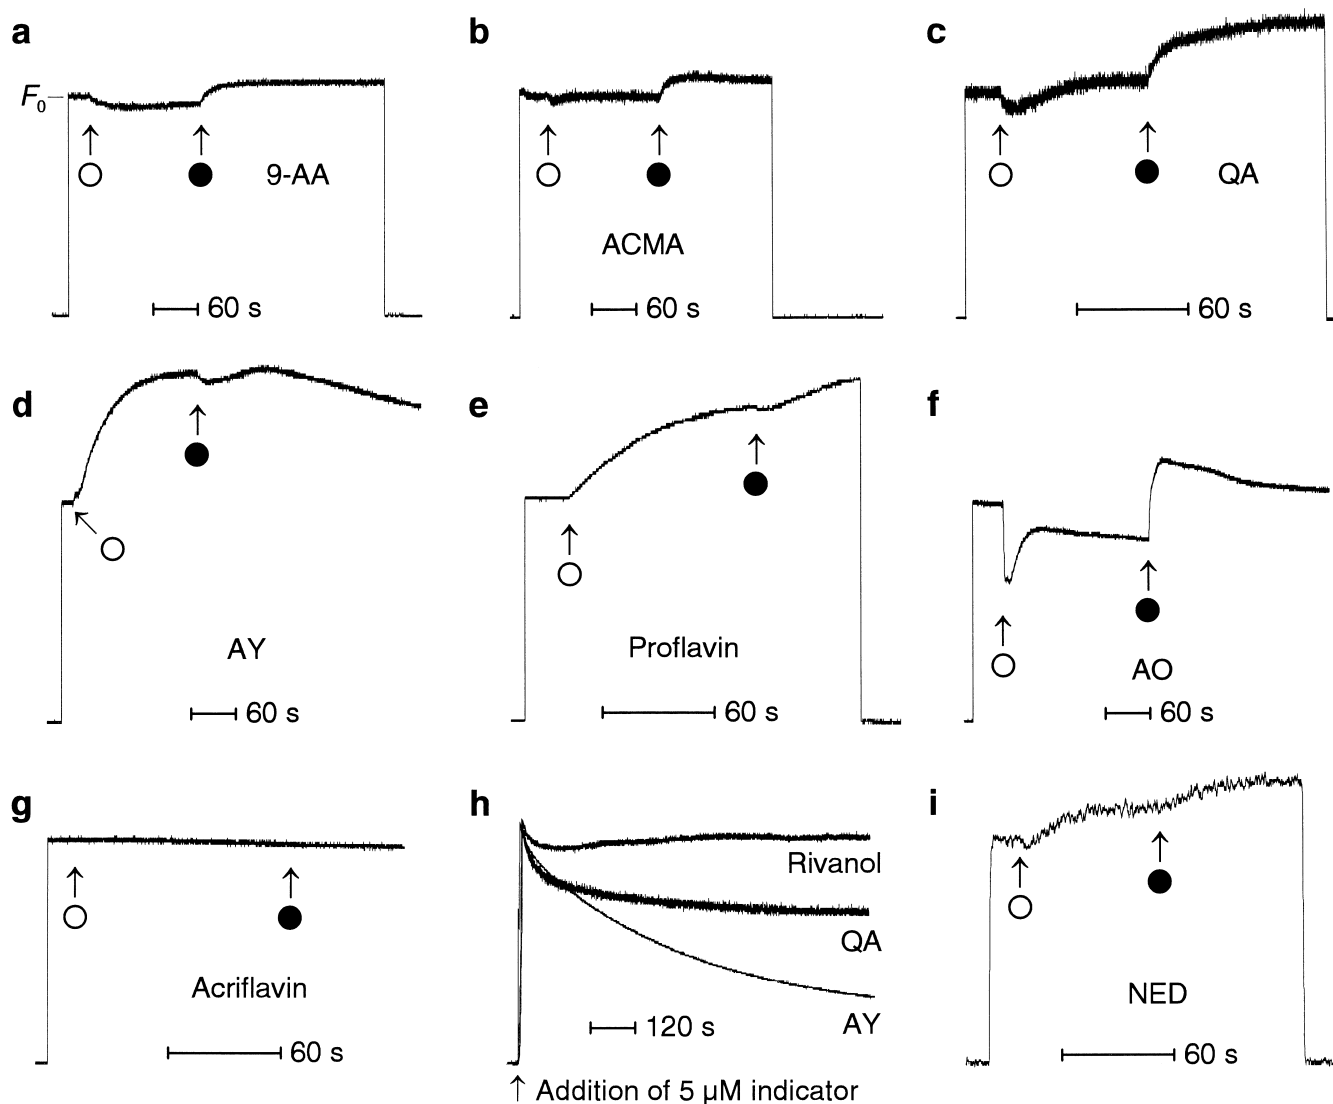 a
b
c
F0
9-AA
ACMA
QA
60 s
60 s
60 s
d
e
f
AY
Proflavin
AO
60 s
60 s
60 s
g
h
i
Rivanol
QA
AY
Acriflavin
NED
60 s
120 s
60 s
↑ Addition of 5 μM indicator